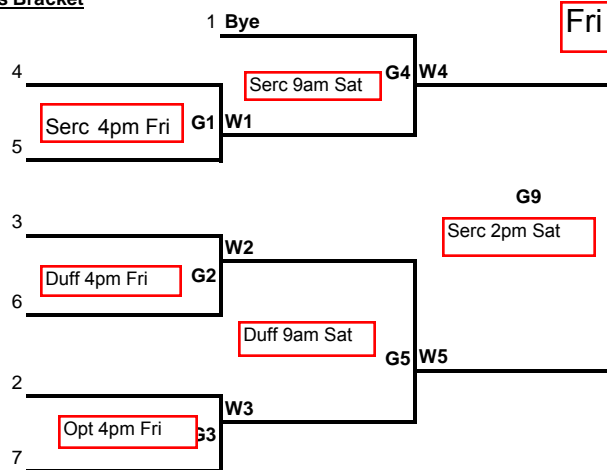 s Bracket
1 Bye
Fri
4
Serc 9am Sat
G4 W4
Serc 4pm Fri
G1 W1
5
G9
3
Serc 2pm Sat
W2
Duff 4pm Fri
G2
6
Duff 9am Sat
G5 W5
2
W3
Opt 4pm Fri
G3
7